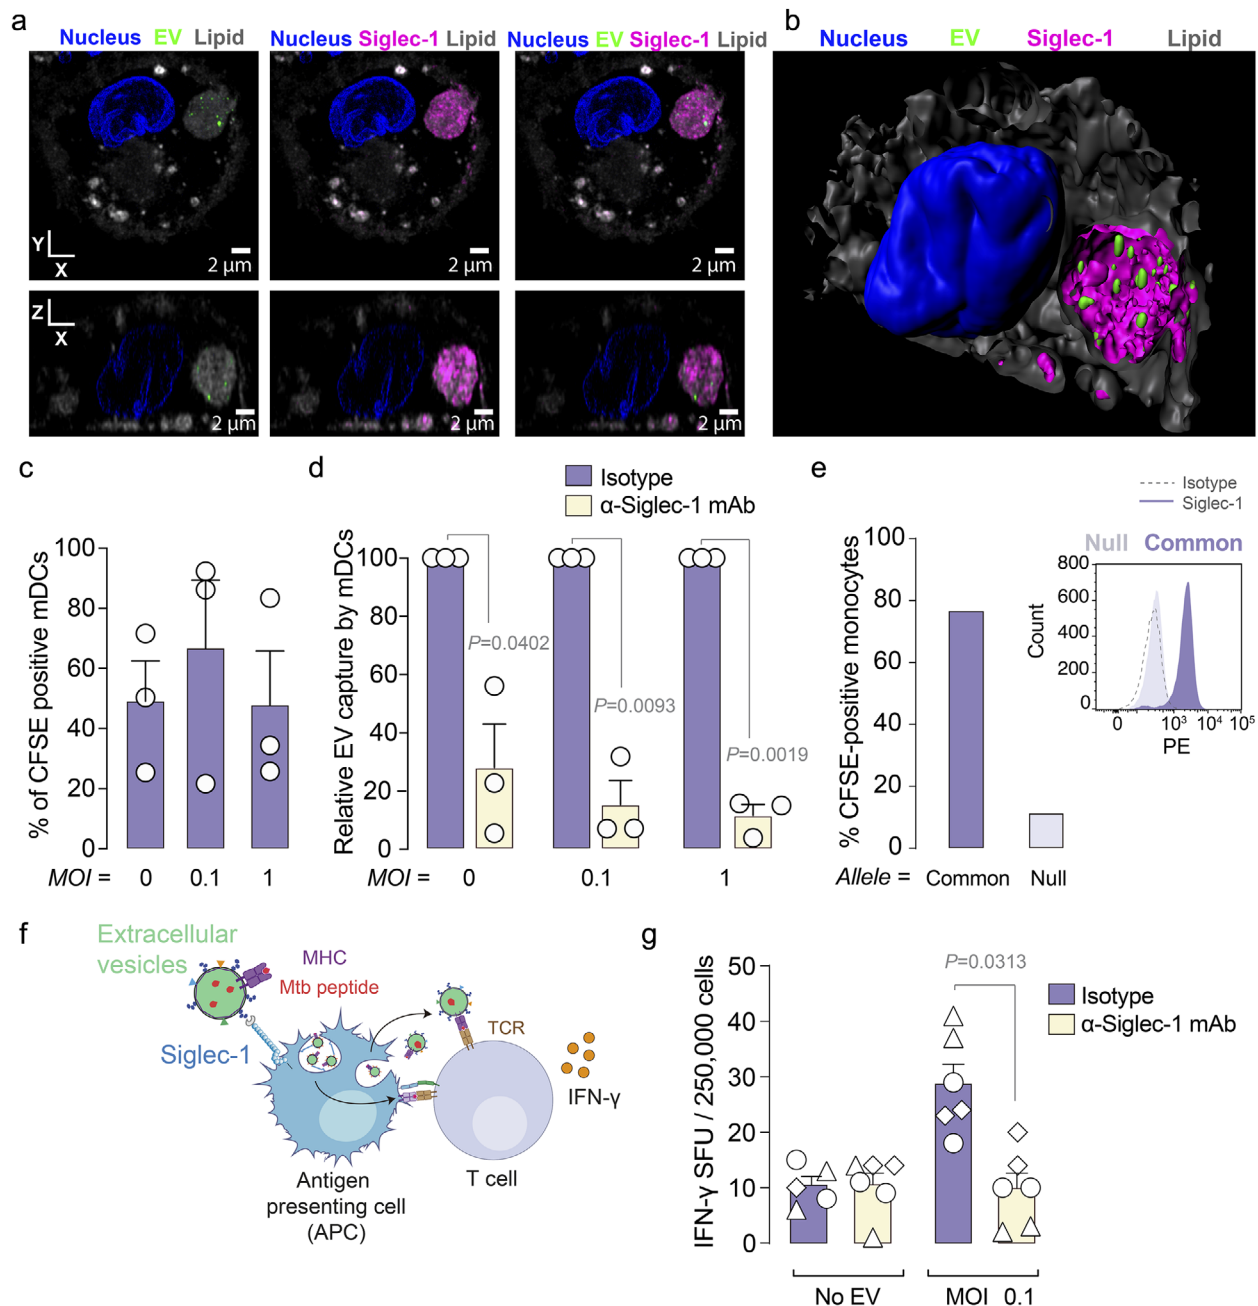 a
Nucleus EV Lipid
Nucleus Siglec-1 Lipid
Nucleus EV Siglec-1 Lipid
Y
X
2 µm
2 µm
2 µm
Z
X
2 µm
2 µm
2 µm
b
Nucleus EV Siglec-1 Lipid
c
% of CFSE positive mDCs
100
80
60
40
20
0
MOI = 0 0.1 1
d
Isotype
α-Siglec-1 mAb
Relative EV capture by mDCs
100
80
60
40
20
0
P=0.0402
P=0.0093
P=0.0019
MOI = 0 0.1 1
e
% CFSE-positive monocytes
100
80
60
40
20
0
Allele = Common Null
Isotype
Siglec-1
Null Common
Count
800
600
400
200
0
0 10³ 10⁴ 10⁵
PE
f
Extracellular
vesicles
MHC
Mtb peptide
Siglec-1
TCR
IFN-γ
Antigen
presenting cell
(APC)
T cell
g
IFN-γ SFU / 250,000 cells
50
40
30
20
10
0
P=0.0313
Isotype
α-Siglec-1 mAb
No EV MOI 0.1